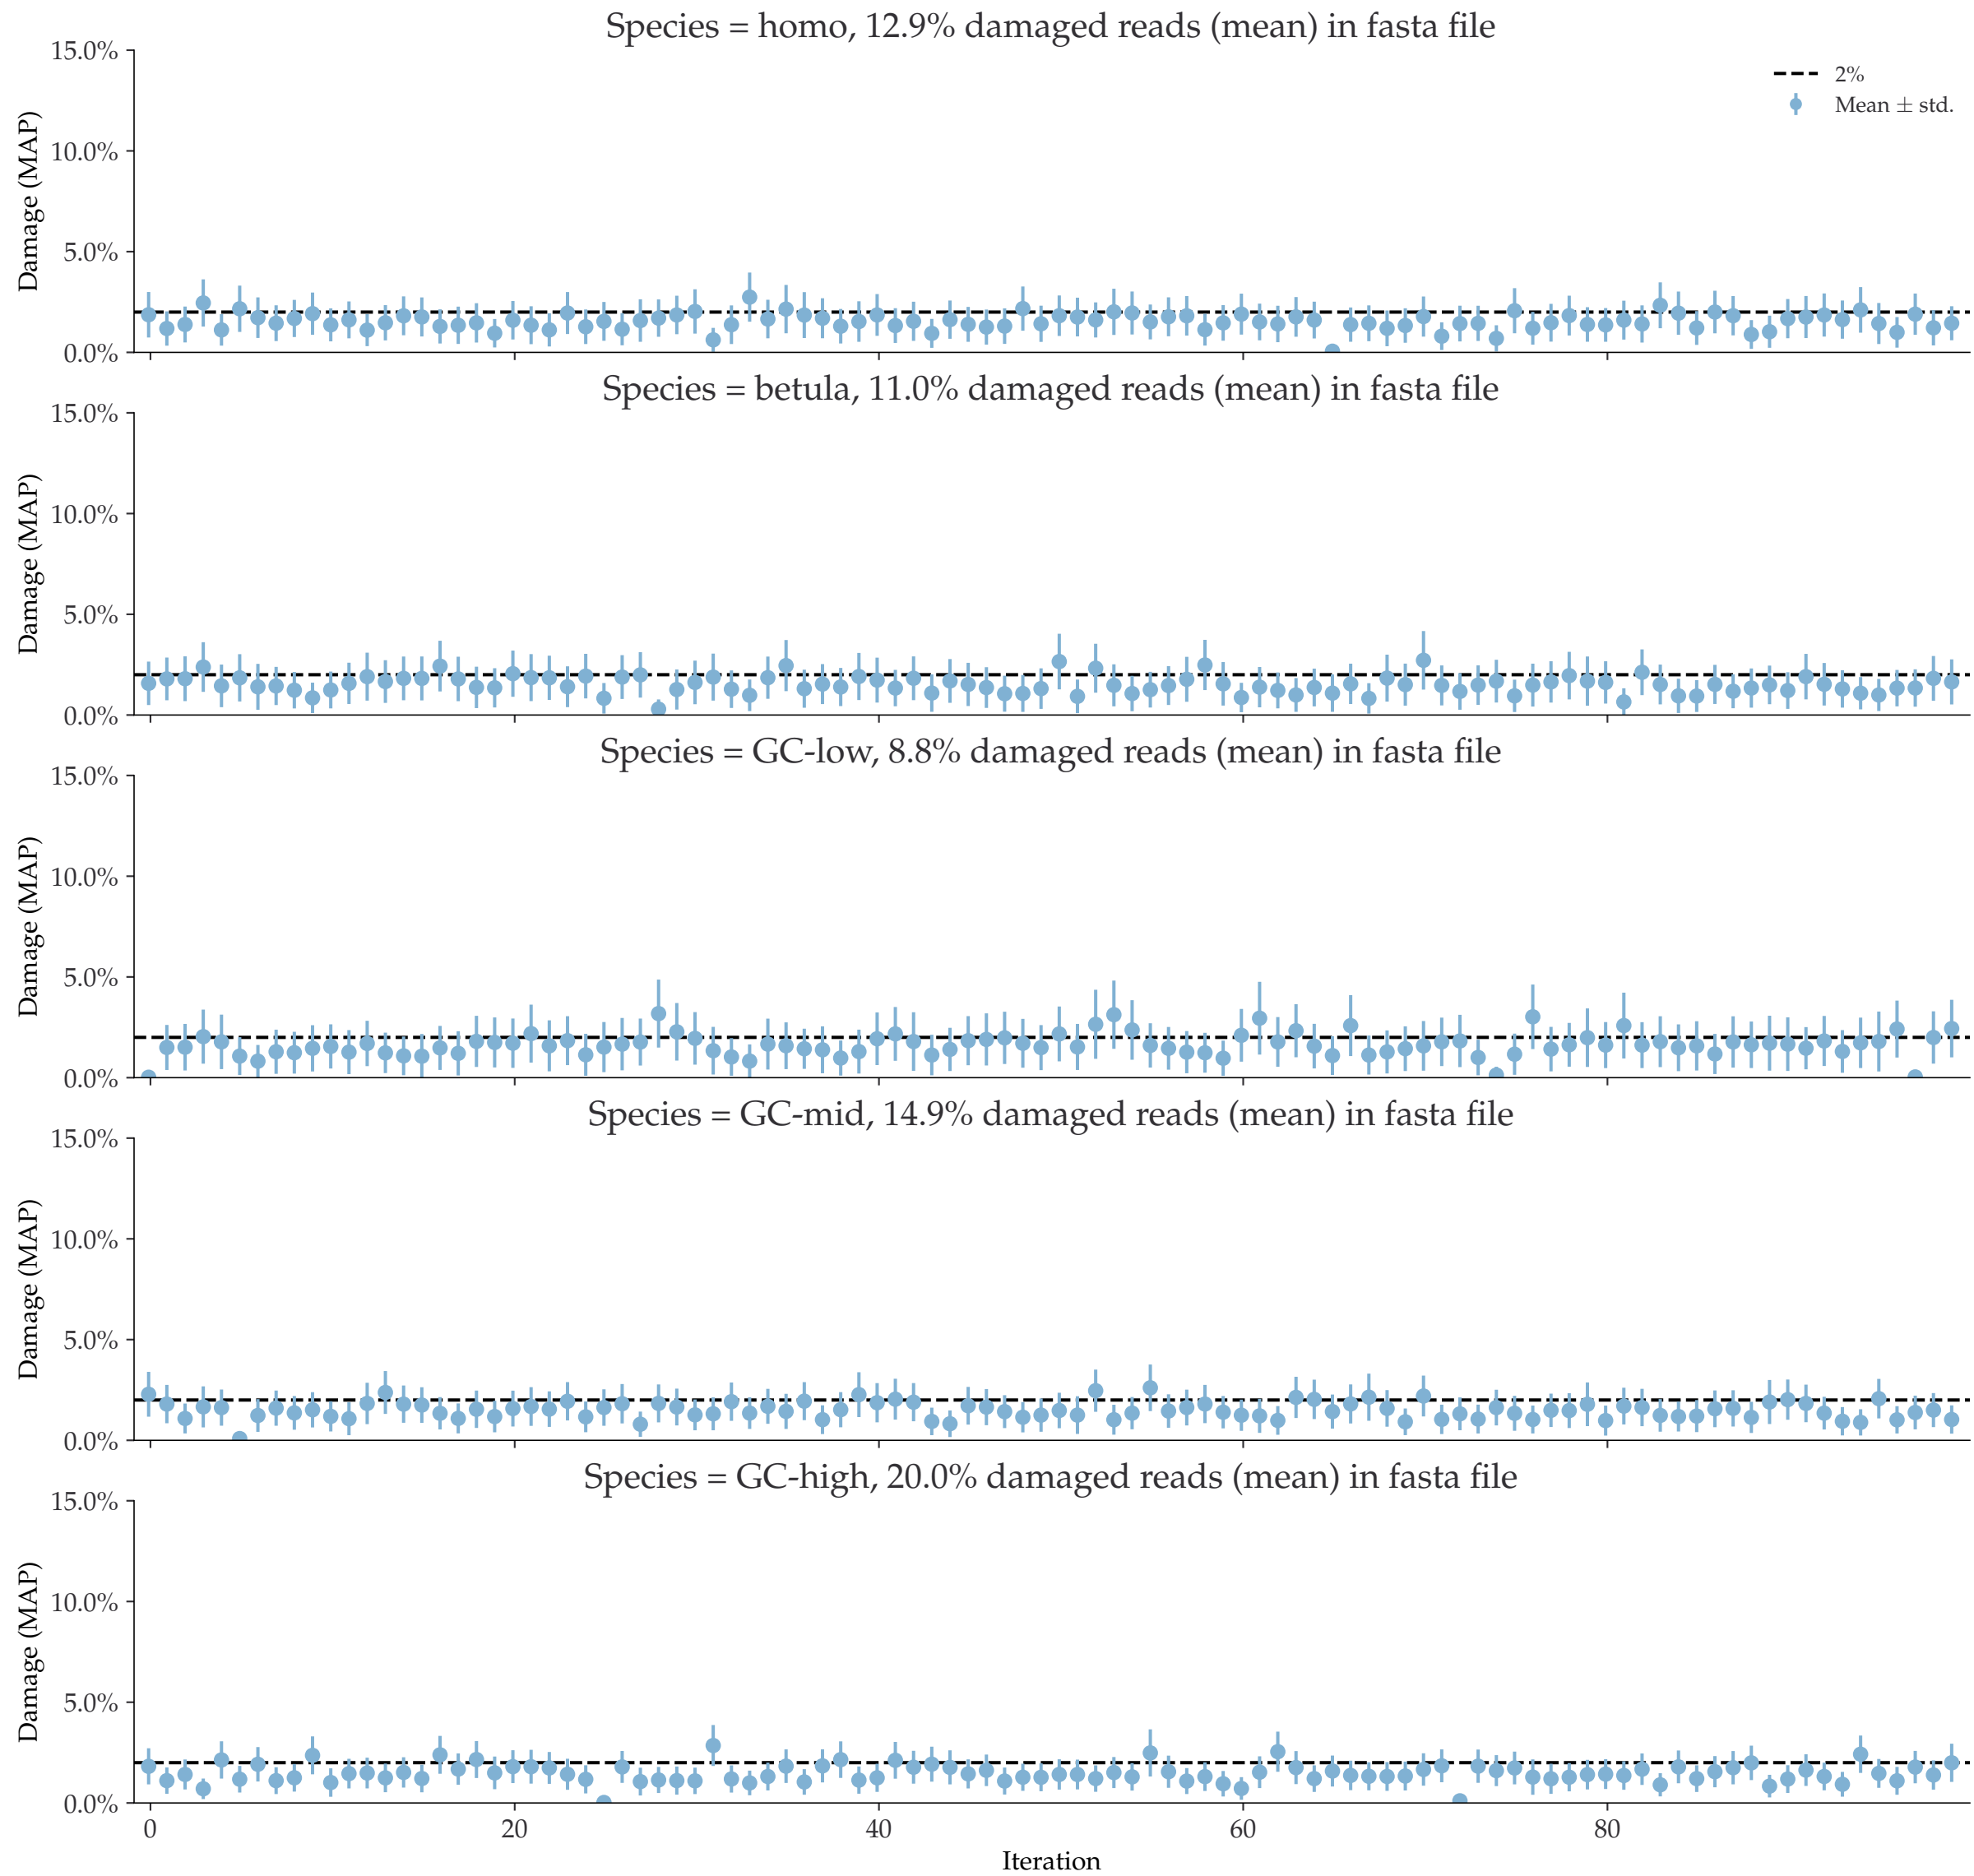 Species = homo, 12.9% damaged reads (mean) in fasta file
15.0%
10.0%
5.0%
0.0%
Damage (MAP)
2%
Mean ± std.
Species = betula, 11.0% damaged reads (mean) in fasta file
15.0%
10.0%
5.0%
0.0%
Damage (MAP)
Species = GC-low, 8.8% damaged reads (mean) in fasta file
15.0%
10.0%
5.0%
0.0%
Damage (MAP)
Species = GC-mid, 14.9% damaged reads (mean) in fasta file
15.0%
10.0%
5.0%
0.0%
Damage (MAP)
Species = GC-high, 20.0% damaged reads (mean) in fasta file
15.0%
10.0%
5.0%
0.0%
Damage (MAP)
0 20 40 60 80
Iteration